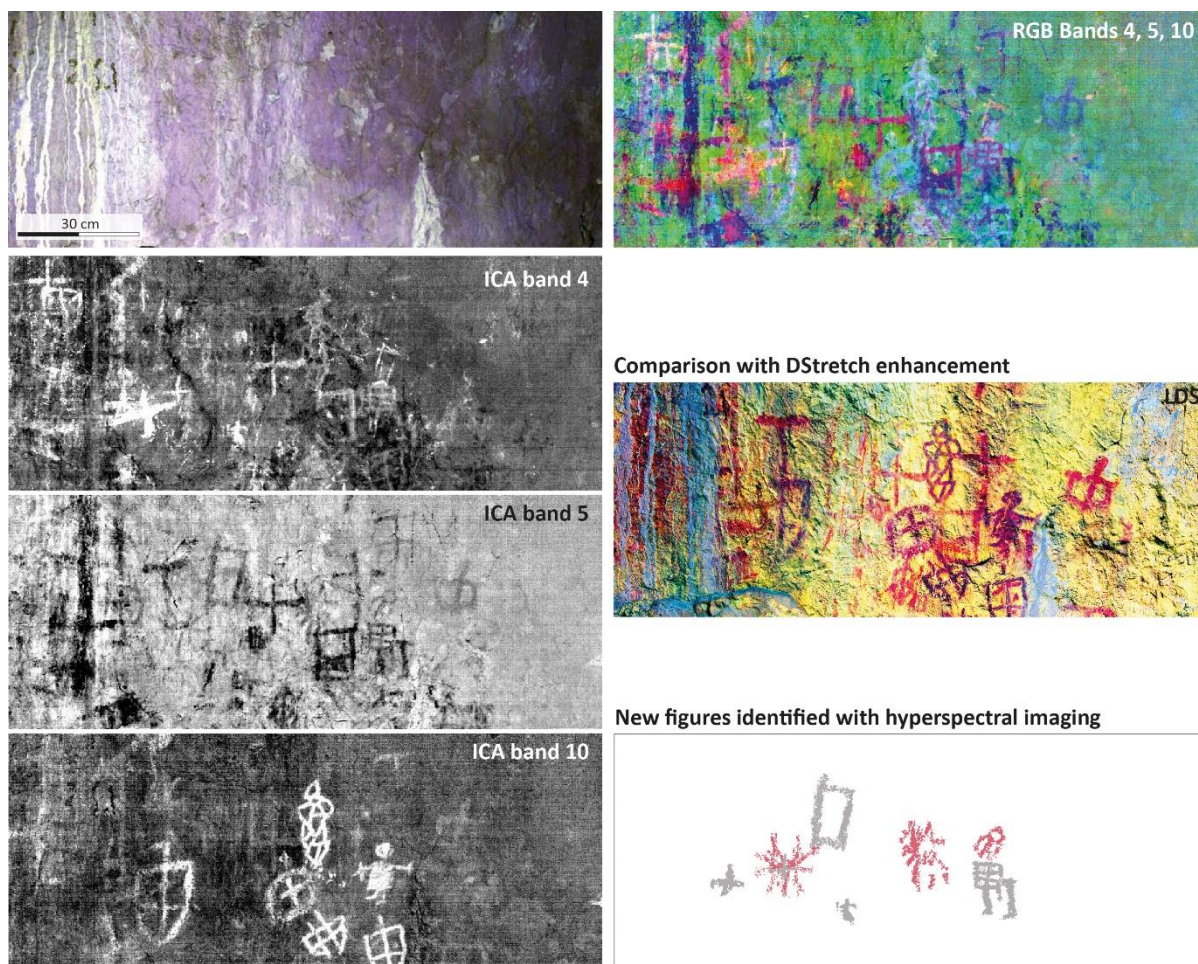 30 cm
RGB Bands 4, 5, 10
ICA band 4
Comparison with DStretch enhancement
LDS
ICA band 5
New figures identified with hyperspectral imaging
ICA band 10